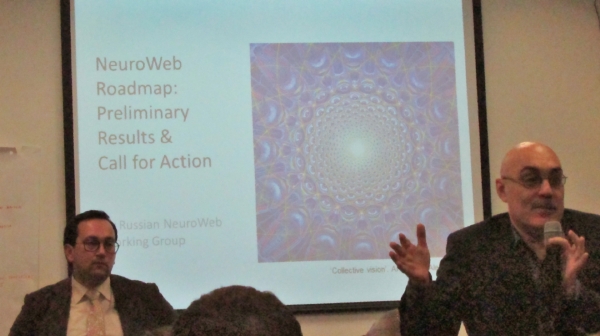 NeuroWeb
Roadmap:
Preliminary
Results &
Call for Action
Russian NeuroWeb
rking Group
'Collective vision'. A